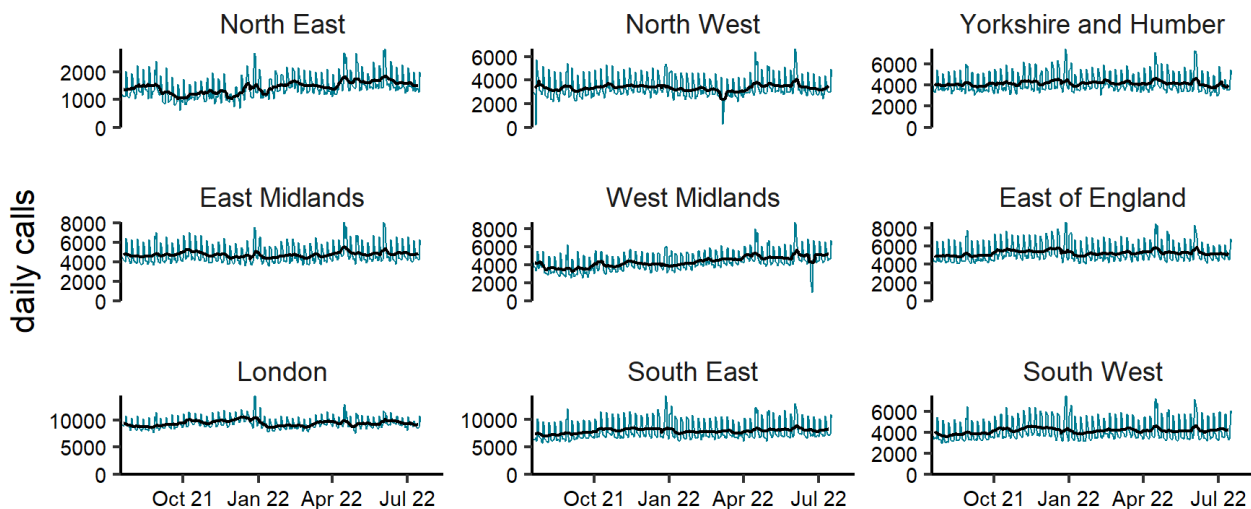 North East
North West
Yorkshire and Humber
2000
1000
0
6000
4000
2000
0
6000
4000
2000
0
daily calls
East Midlands
West Midlands
East of England
8000
6000
4000
2000
0
8000
6000
4000
2000
0
8000
6000
4000
2000
0
London
South East
South West
10000
5000
0
10000
5000
0
6000
4000
2000
0
Oct 21 Jan 22 Apr 22 Jul 22
Oct 21 Jan 22 Apr 22 Jul 22
Oct 21 Jan 22 Apr 22 Jul 22